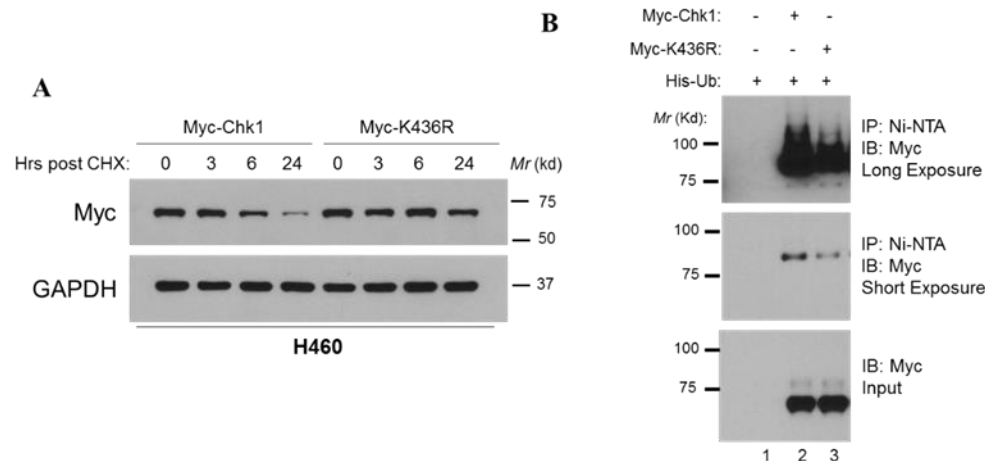 A
Myc-Chk1 Myc-K436R
Hrs post CHX: 0 3 6 24 0 3 6 24 Mr (kd)
Myc
75
50
GAPDH
37
H460
B
Myc-Chk1: - + -
Myc-K436R: - - +
His-Ub: + + +
Mr (Kd):
100
75
IP: Ni-NTA
IB: Myc
Long Exposure
100
75
IP: Ni-NTA
IB: Myc
Short Exposure
100
75
IB: Myc
Input
1 2 3